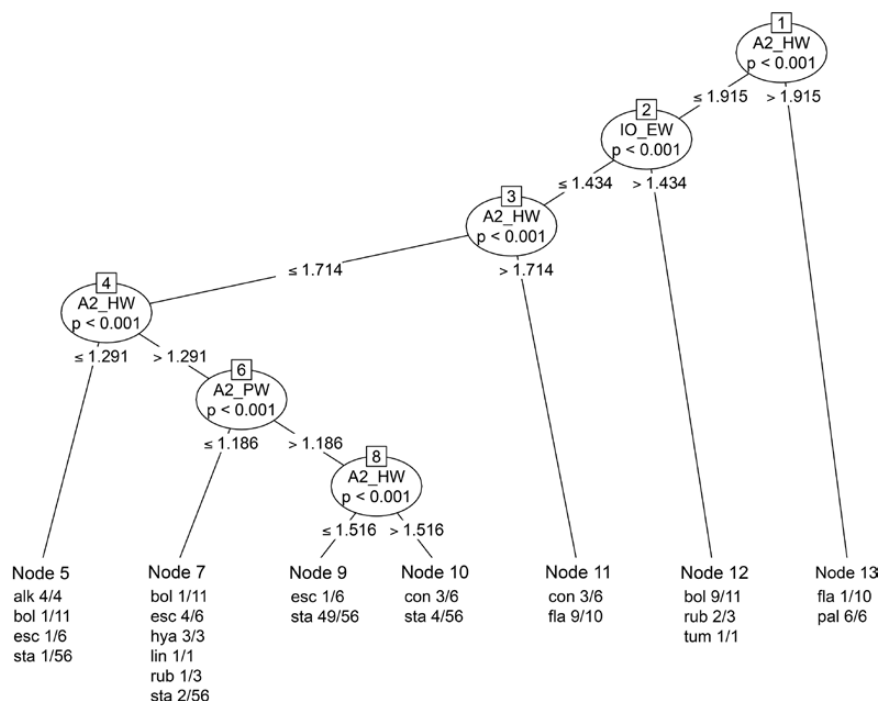 1
A2_HW
p < 0.001
≤ 1.915 > 1.915
2
IO_EW
p < 0.001
≤ 1.434 > 1.434
3
A2_HW
p < 0.001
≤ 1.714 > 1.714
4
A2_HW
p < 0.001
≤ 1.291 > 1.291
6
A2_PW
p < 0.001
≤ 1.186 > 1.186
8
A2_HW
p < 0.001
≤ 1.516 > 1.516
Node 5
alk 4/4
bol 1/11
esc 1/6
sta 1/56
Node 7
bol 1/11
esc 4/6
hya 3/3
lin 1/1
rub 1/3
sta 2/56
Node 9
esc 1/6
sta 49/56
Node 10
con 3/6
sta 4/56
Node 11
con 3/6
fla 9/10
Node 12
bol 9/11
rub 2/3
tum 1/1
Node 13
fla 1/10
pal 6/6